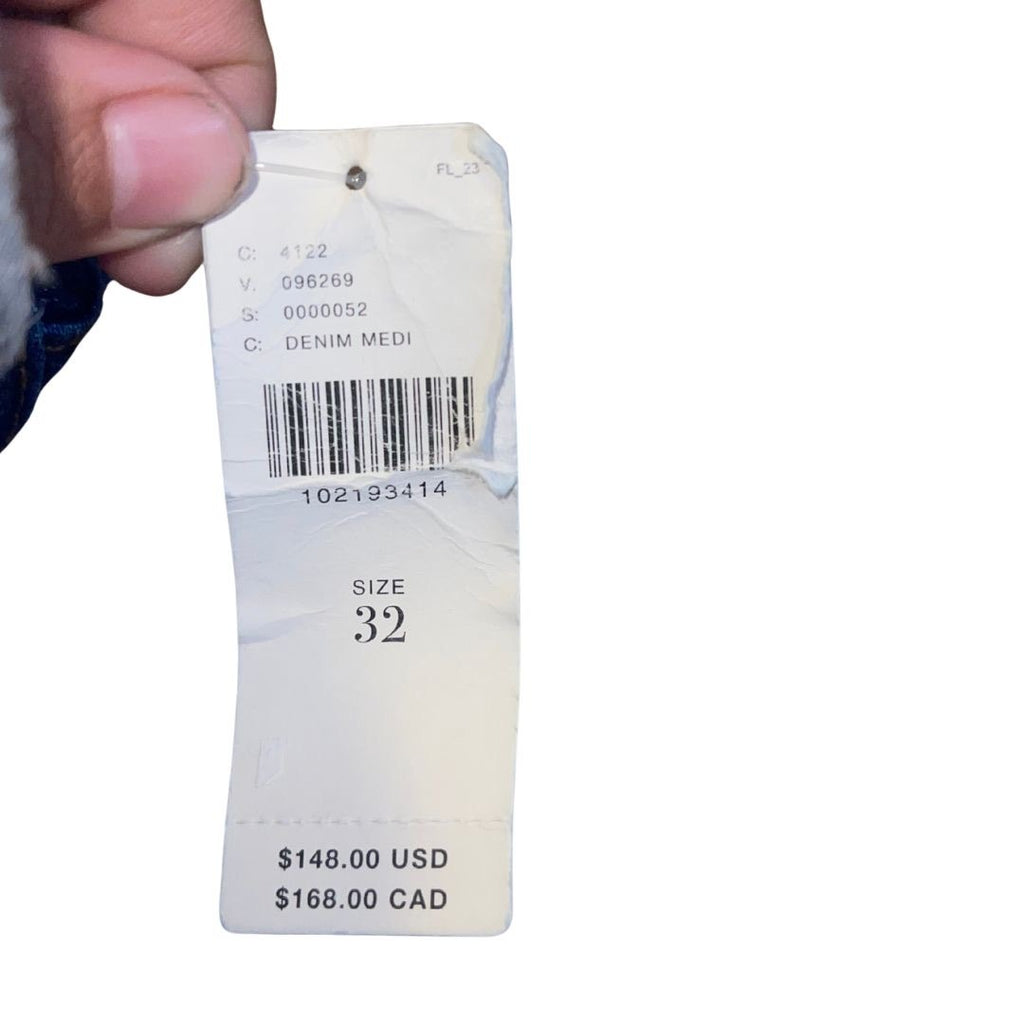 FL_23
C: 4122
V. 096269
S: 0000052
C: DENIM MEDI
102193414
SIZE
32
$148.00 USD
$168.00 CAD